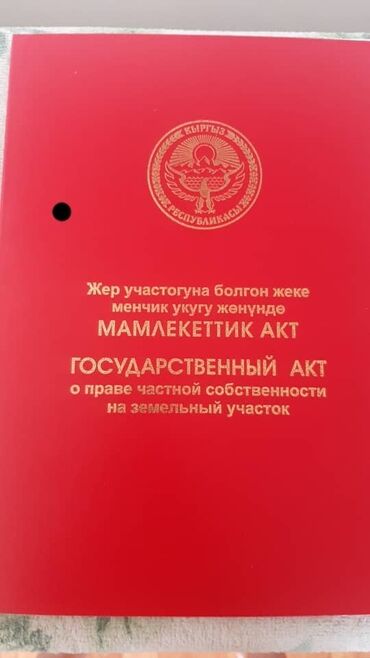 КЫРГЫЗ
РЕСПУБЛИКАСЫ
Жер участогуна болгон жеке
менчик укугу жөнүндө
МАМЛЕКЕТТИК АКТ
ГОСУДАРСТВЕННЫЙ АКТ
о праве частной собственности
на земельный участок